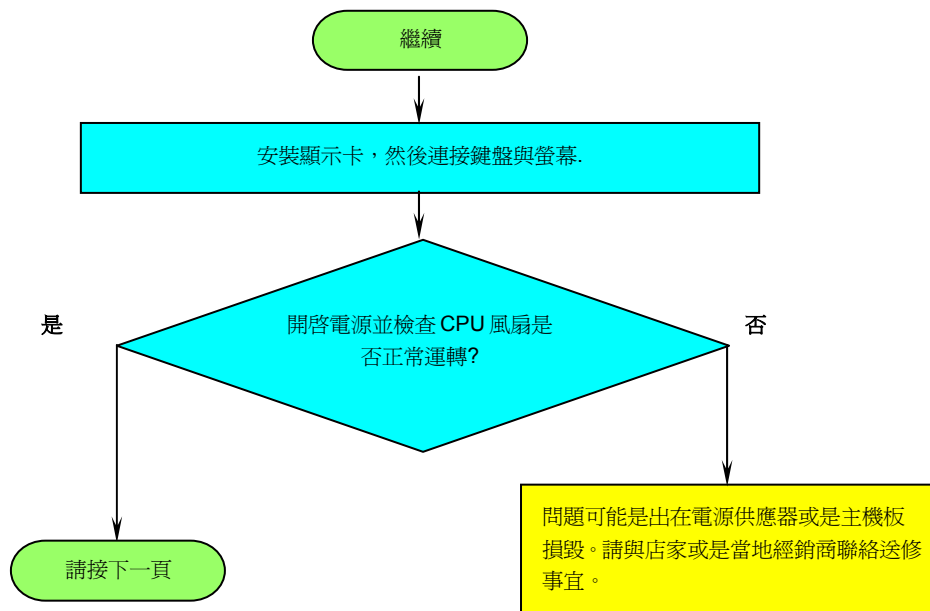 繼續
安裝顯示卡，然後連接鍵盤與螢幕.
是
開啓電源並檢查 CPU 風扇是
否正常運轉?
否
問題可能是出在電源供應器或是主機板
損毀。請與店家或是當地經銷商聯絡送修
事宜。
請接下一頁